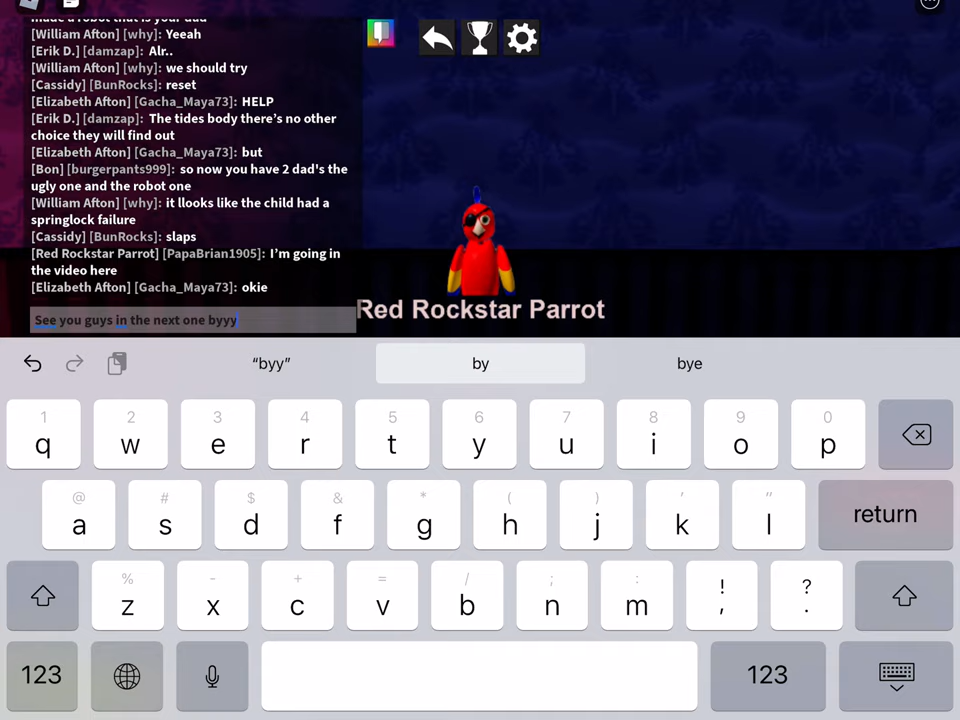 made a robot that is your dad
[William Afton] [why]: Yeeah
[Erik D.] [damzap]: Alr..
[William Afton] [why]: we should try
[Cassidy] [BunRocks]: reset
[Elizabeth Afton] [Gacha_Maya73]: HELP
[Erik D.] [damzap]: The tides body there's no other
choice they will find out
[Elizabeth Afton] [Gacha_Maya73]: but
[Bon] [burgerpants999]: so now you have 2 dad's the
ugly one and the robot one
[William Afton] [why]: it llooks like the child had a
springlock failure
[Cassidy] [BunRocks]: slaps
[Red Rockstar Parrot] [PapaBrian1905]: I'm going in
the video here
[Elizabeth Afton] [Gacha_Maya73]: okie
See you guys in the next one byyy
Red Rockstar Parrot
“byy” by bye
1 2 3 4 5 6 7 8 9 0
q w e r t y u i o p
@ # $ & * ( ) ' "
a s d f g h j k l return
% - + = / ; : ! ?
z x c v b n m , .
123 123